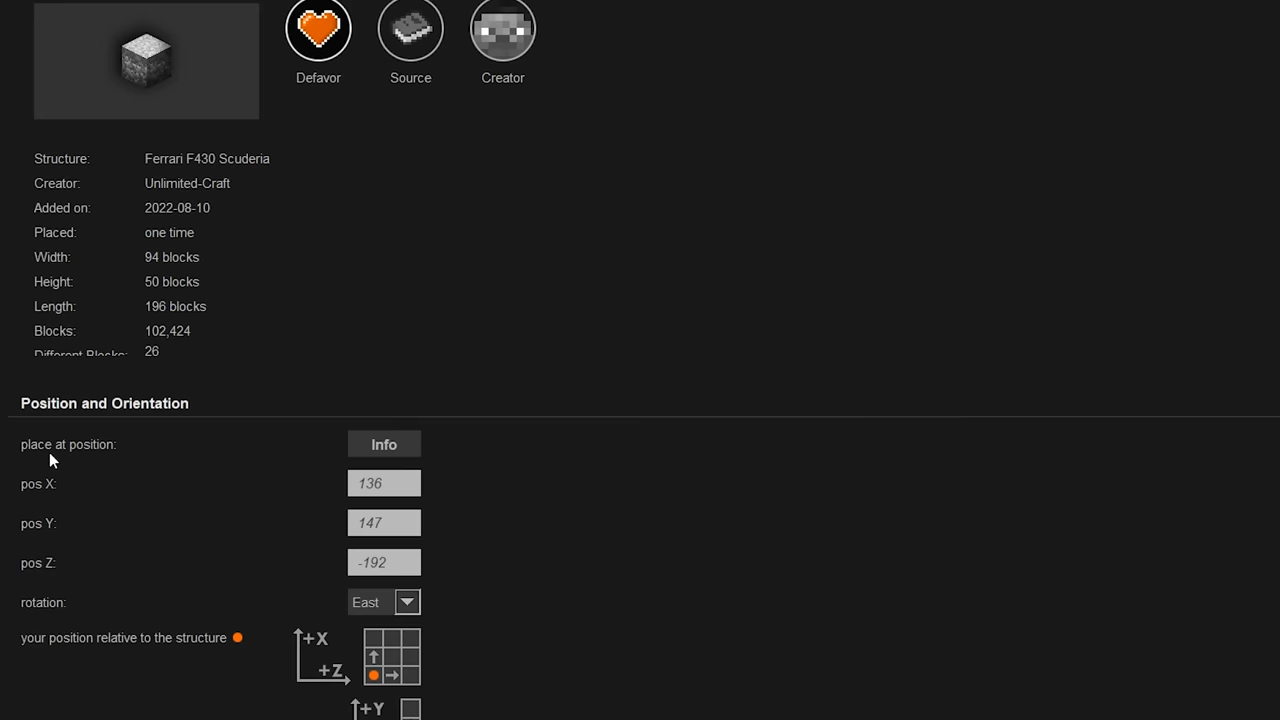 Defavor Source Creator
Structure: Ferrari F430 Scuderia
Creator: Unlimited-Craft
Added on: 2022-08-10
Placed: one time
Width: 94 blocks
Height: 50 blocks
Length: 196 blocks
Blocks: 102,424
Different Blocks: 26
Position and Orientation
place at position: Info
pos X: 136
pos Y: 147
pos Z: -192
rotation: East
your position relative to the structure
+X
+Z
+Y